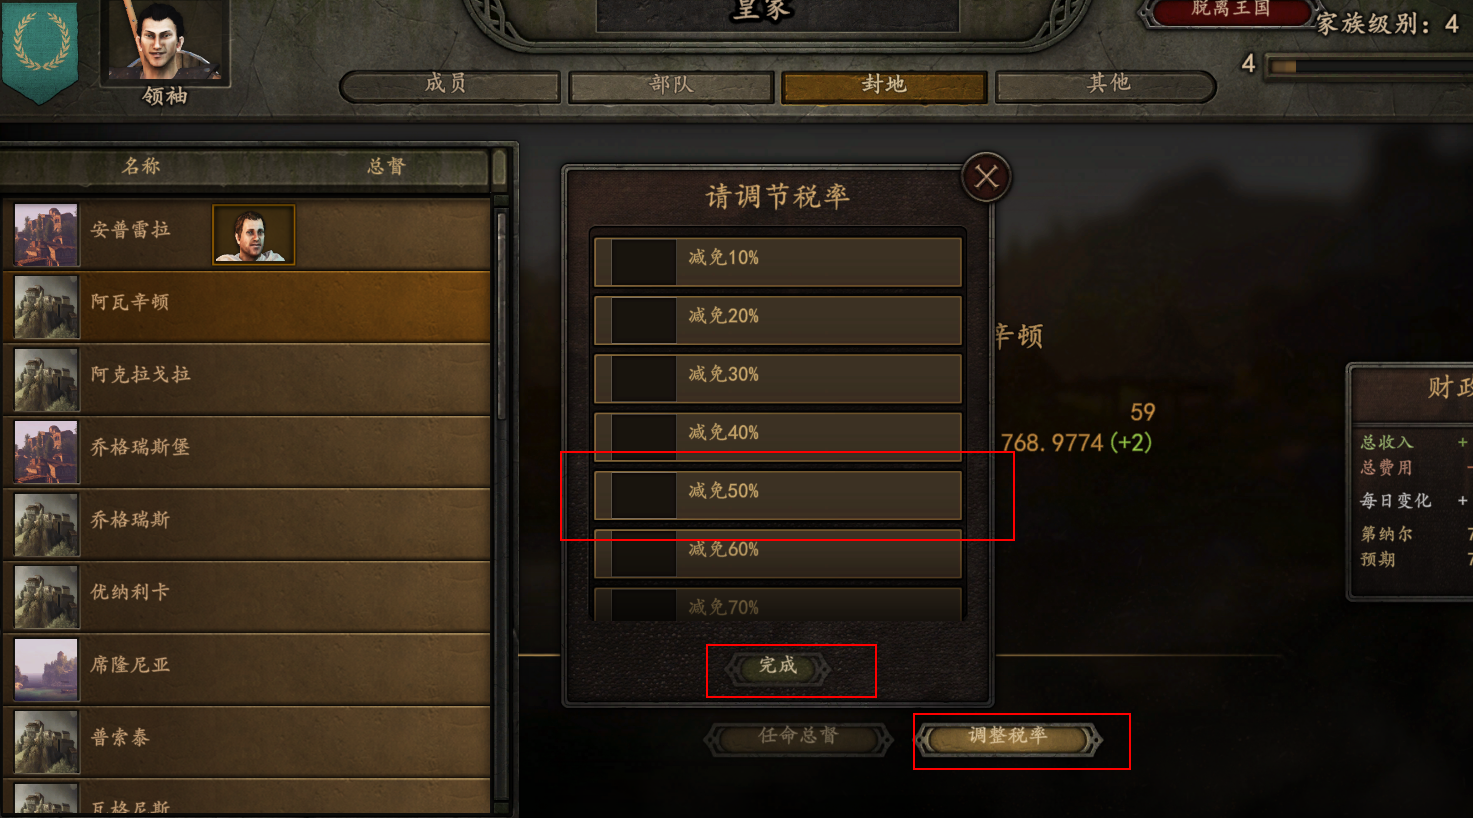 皇家
脱离王国
家族级别：4
4
领袖
成员
部队
封地
其他
名称
总督
安普雷拉
阿瓦辛顿
阿克拉戈拉
乔格瑞斯堡
乔格瑞斯
优纳利卡
席隆尼亚
普索泰
瓦格尼斯
请调节税率
减免10%
减免20%
减免30%
减免40%
减免50%
减免60%
减免70%
完成
任命总督
调整税率
辛顿
59
768.9774(+2)
财政
总收入 +
总费用 -
每日变化 +
第纳尔 7
预期 7